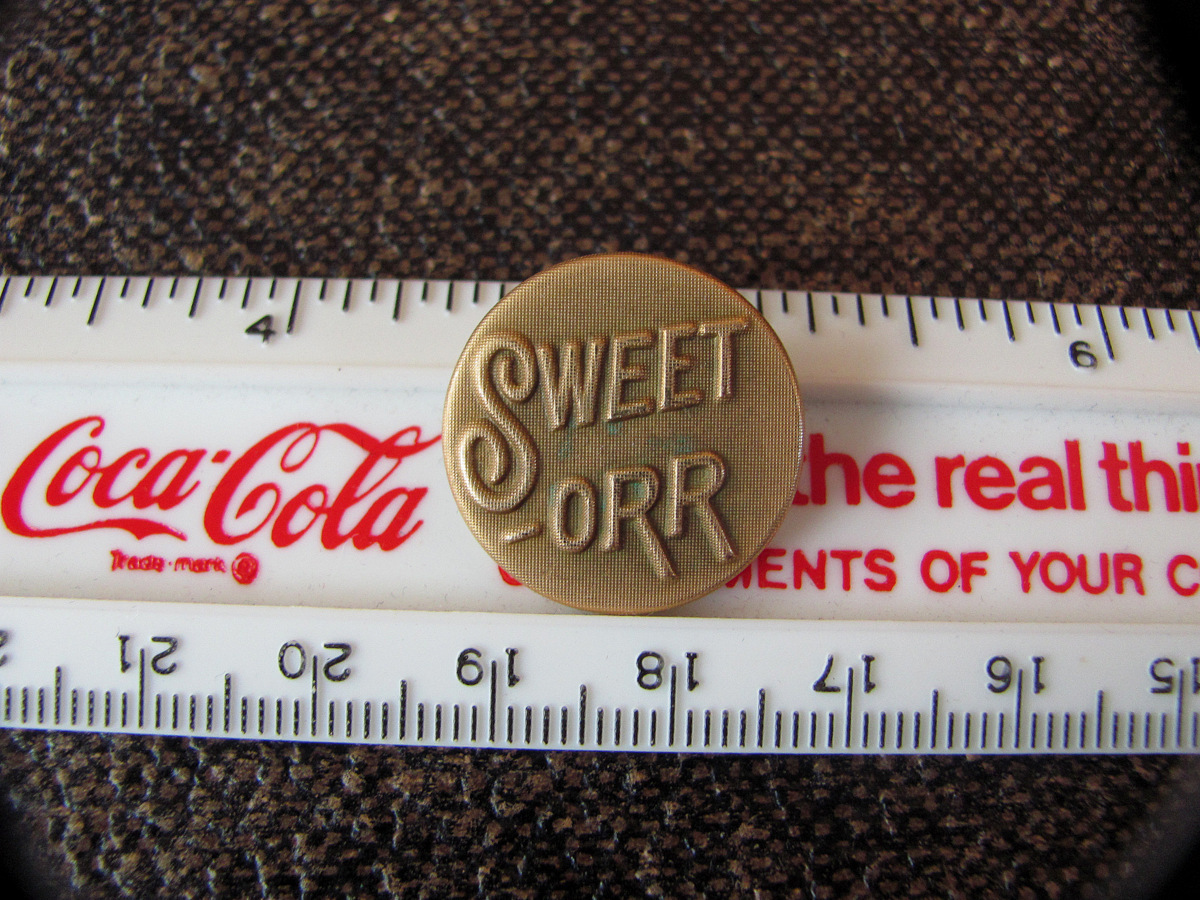 4 6
SWEET
-ORR
Coca-Cola
Trade-mark ®
the real thi
MENTS OF YOUR C
21 20 19 18 17 16 15